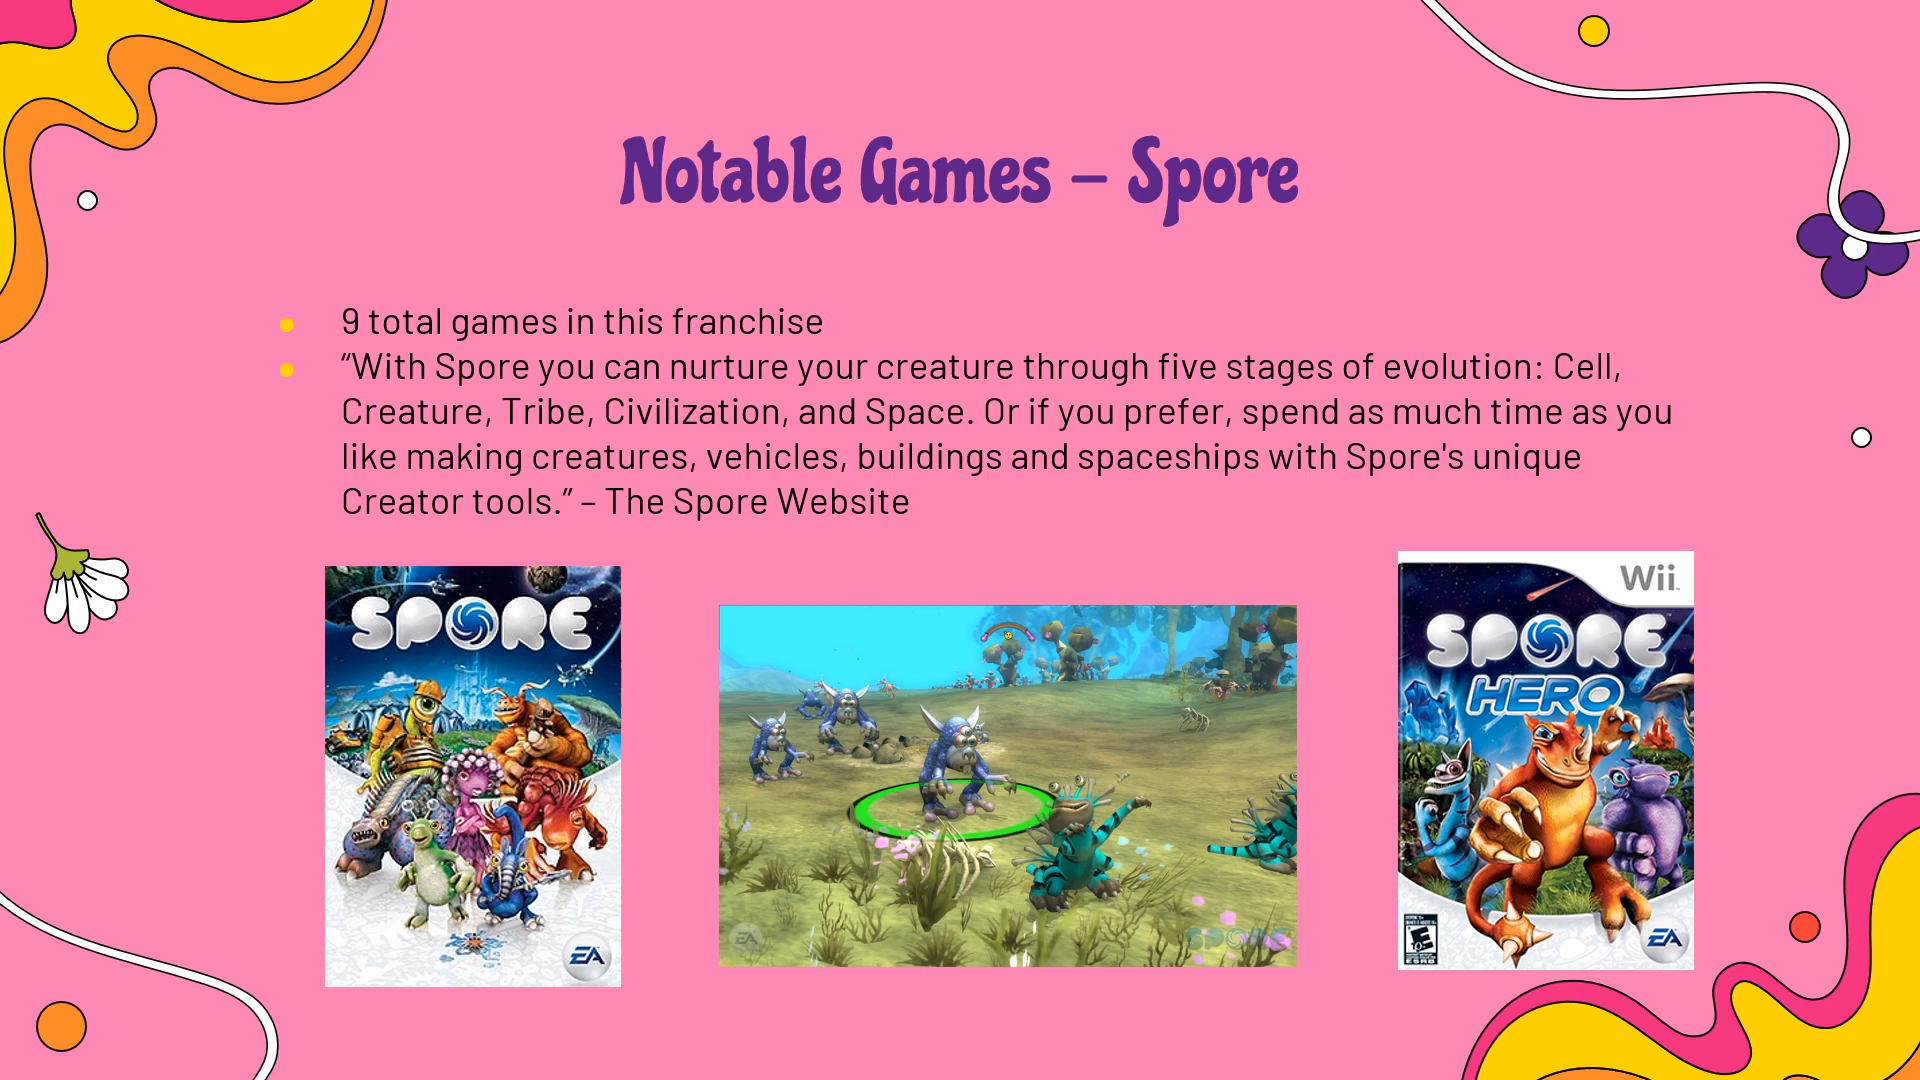 Notable Games – Spore
9 total games in this franchise
“With Spore you can nurture your creature through five stages of evolution: Cell,
Creature, Tribe, Civilization, and Space. Or if you prefer, spend as much time as you
like making creatures, vehicles, buildings and spaceships with Spore's unique
Creator tools.” – The Spore Website
SPORE
EA
EA
SPORE
Wii
SPORE
HERO
E
ESRB
EA